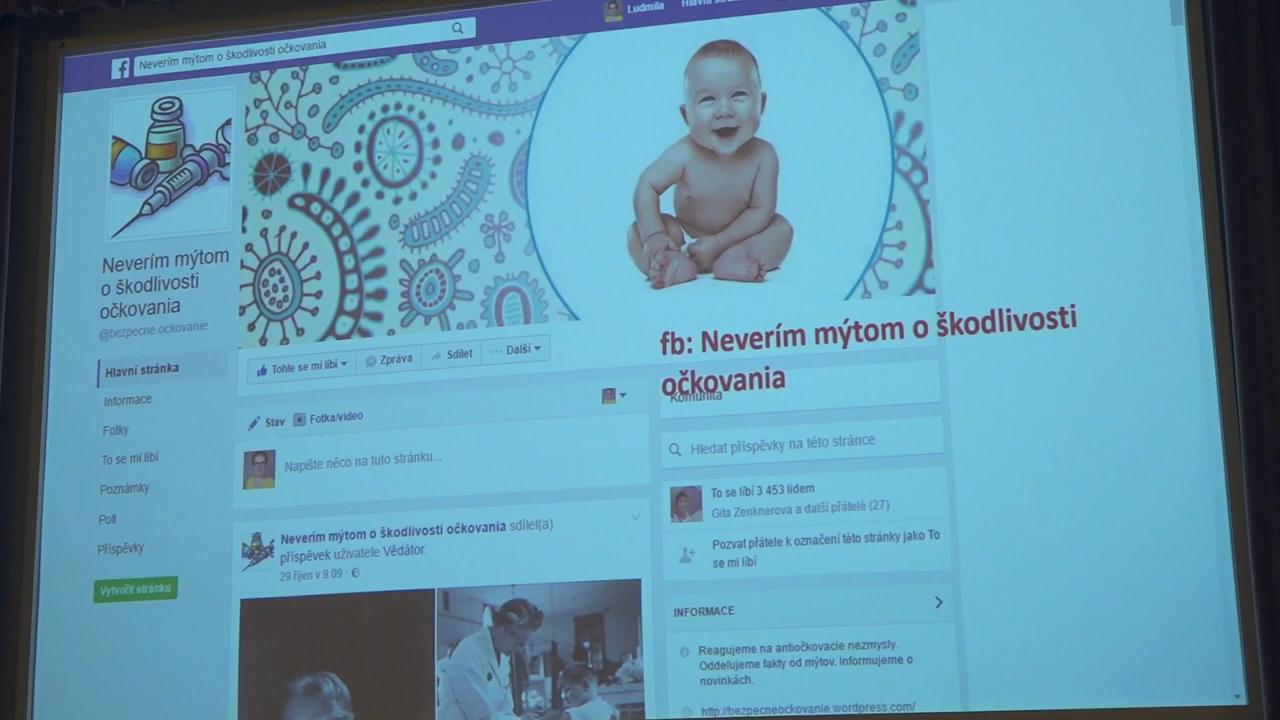 Neverím mýtom o škodlivosti očkovania
Ludmila
Neverím mýtom
o škodlivosti
očkovania
@bezpecne.ockovanie
Hlavní stránka
Informace
Fotky
To se mi líbí
Poznámky
Poll
Příspěvky
Vytvořit stránku
Tohle se mi líbí
Zpráva
Sdílet
Další
fb: Neverím mýtom o škodlivosti
očkovania
Komunita
Stav
Fotka/video
Napište něco na tuto stránku...
Neverím mýtom o škodlivosti očkovania sdílel(a)
příspěvek uživatele Vědátor.
29 říjen v 9:09
Hledat příspěvky na této stránce
To se líbí 3 453 lidem
Gita Zenknerova a další přátelé (27)
Pozvat přátele k označení této stránky jako To
se mi líbí
INFORMACE
Reagujeme na antiočkovacie nezmysly.
Oddeľujeme fakty od mýtov. Informujeme o
novinkách.
http://bezpecneockovanie.wordpress.com/